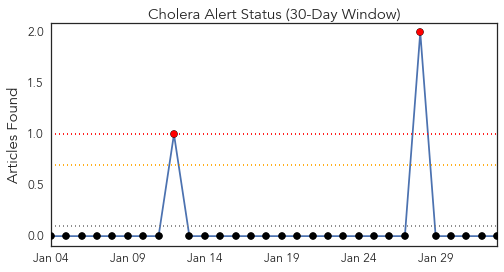 Cholera Alert Status (30-Day Window)
Articles Found
2.0
1.5
1.0
0.5
0.0
Jan 04 Jan 09 Jan 14 Jan 19 Jan 24 Jan 29